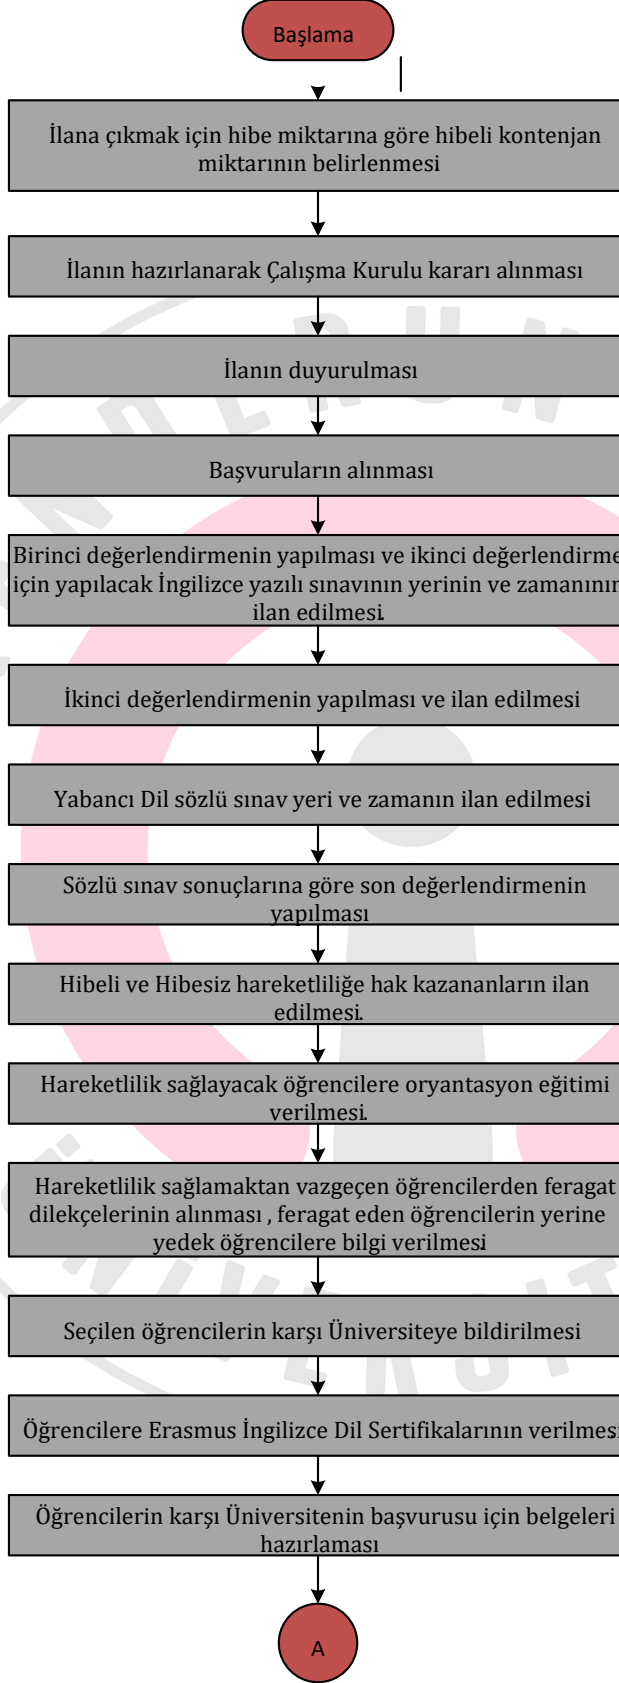 Başlama
İlana çıkmak için hibe miktarına göre hibeli kontenjan
miktarının belirlenmesi
İlanın hazırlanarak Çalışma Kurulu kararı alınması
İlanın duyurulması
Başvuruların alınması
Birinci değerlendirmenin yapılması ve ikinci değerlendirme
için yapılacak İngilizce yazılı sınavının yerinin ve zamanının
ilan edilmesi.
İkinci değerlendirmenin yapılması ve ilan edilmesi
Yabancı Dil sözlü sınav yeri ve zamanın ilan edilmesi
Sözlü sınav sonuçlarına göre son değerlendirmenin
yapılması
Hibeli ve Hibesiz hareketliliğe hak kazananların ilan
edilmesi.
Hareketlilik sağlayacak öğrencilere oryantasyon eğitimi
verilmesi.
Hareketlilik sağlamaktan vazgeçen öğrencilerden feragat
dilekçelerinin alınması , feragat eden öğrencilerin yerine
yedek öğrencilere bilgi verilmesi
Seçilen öğrencilerin karşı Üniversiteye bildirilmesi
Öğrencilere Erasmus İngilizce Dil Sertifikalarının verilmesi
Öğrencilerin karşı Üniversitenin başvurusu için belgeleri
hazırlaması
A